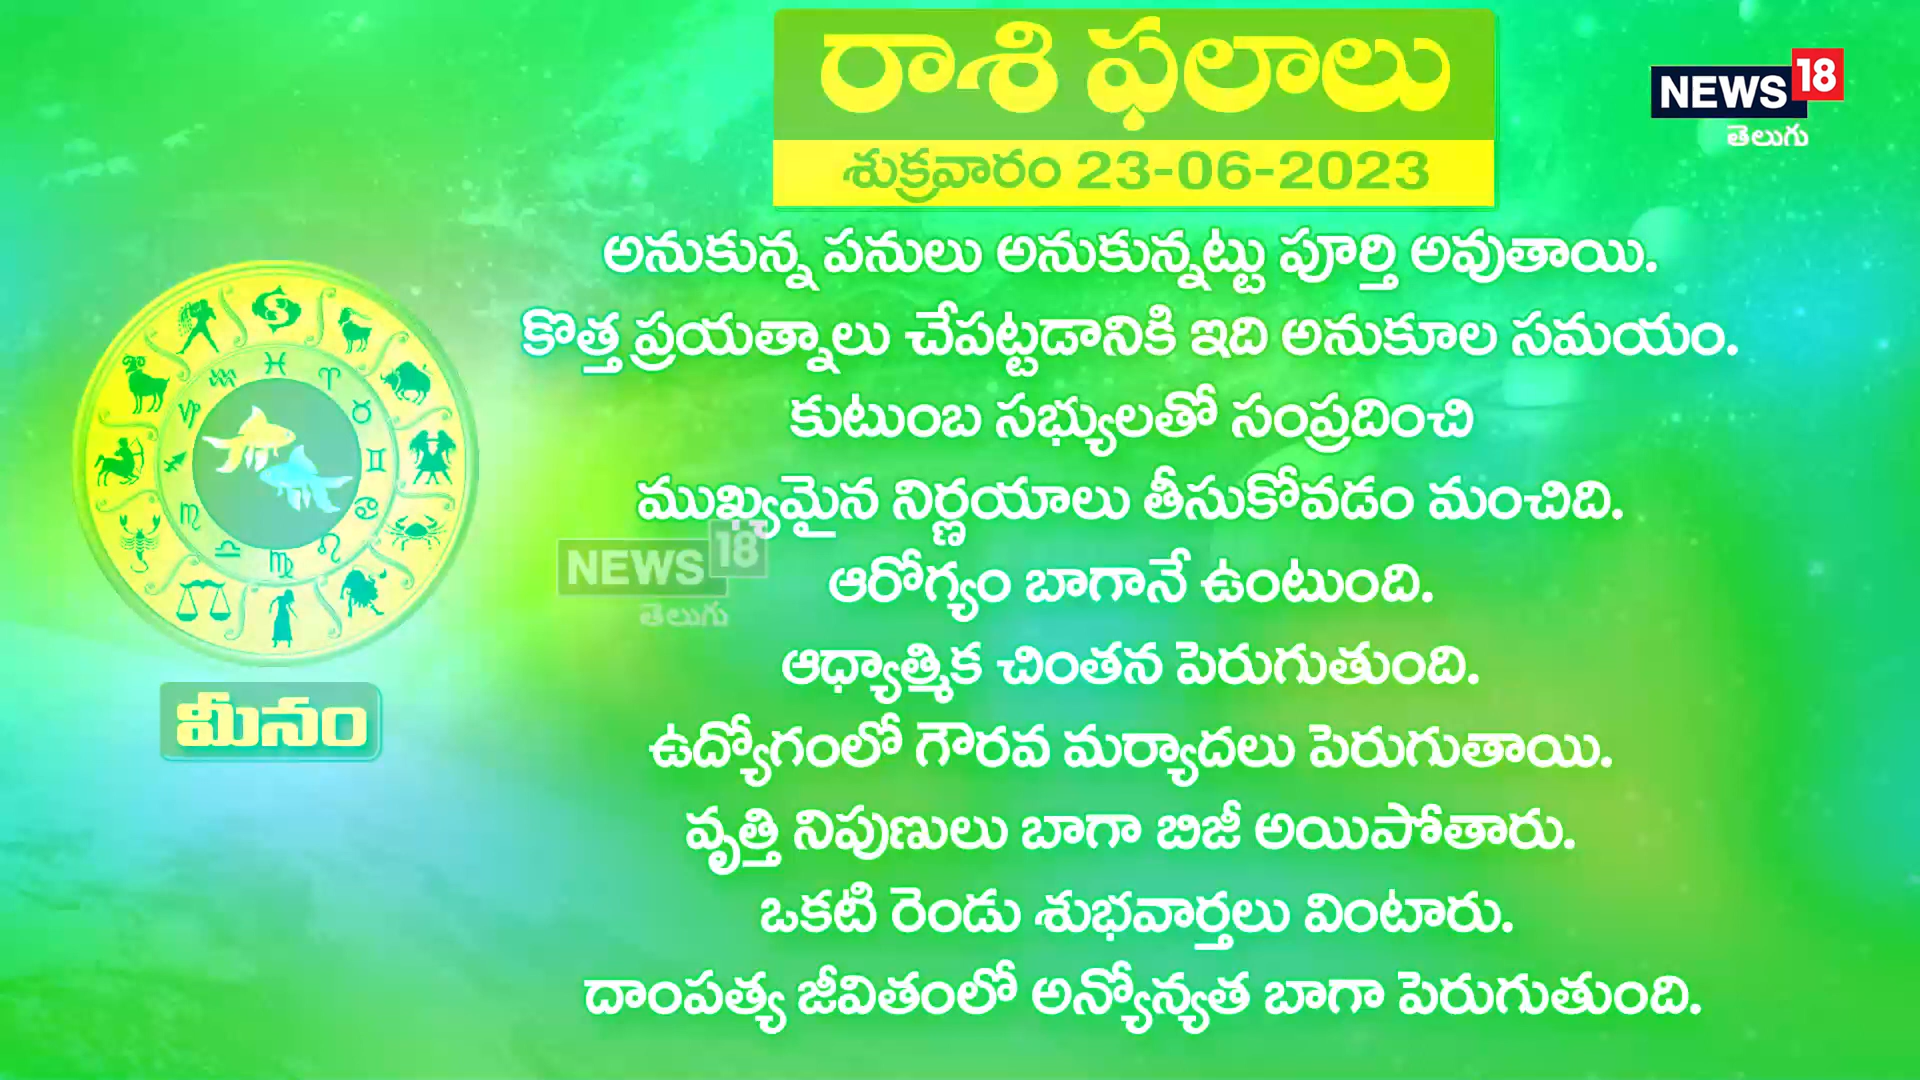 రాశి ఫలాలు
NEWS18
తెలుగు
శుక్రవారం 23-06-2023
అనుకున్న పనులు అనుకున్నట్టు పూర్తి అవుతాయి.
కొత్త ప్రయత్నాలు చేపట్టడానికి ఇది అనుకూల సమయం.
కుటుంబ సభ్యులతో సంప్రదించి
ముఖ్యమైన నిర్ణయాలు తీసుకోవడం మంచిది.
NEWS18
తెలుగు
ఆరోగ్యం బాగానే ఉంటుంది.
ఆధ్యాత్మిక చింతన పెరుగుతుంది.
మీనం
ఉద్యోగంలో గౌరవ మర్యాదలు పెరుగుతాయి.
వృత్తి నిపుణులు బాగా బిజీ అయిపోతారు.
ఒకటి రెండు శుభవార్తలు వింటారు.
దాంపత్య జీవితంలో అన్యోన్యత బాగా పెరుగుతుంది.